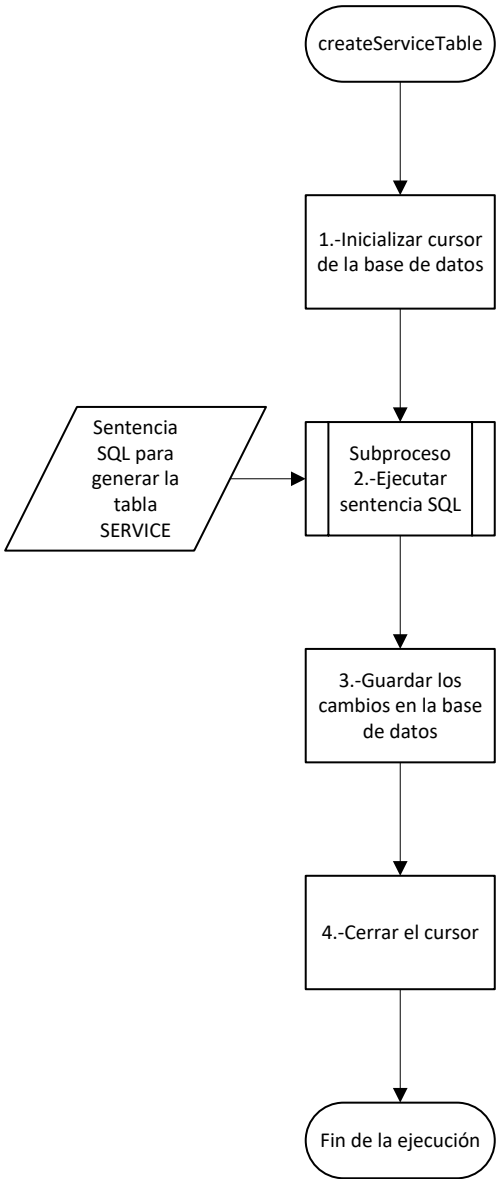 createServiceTable
1.-Inicializar cursor
de la base de datos
Sentencia
SQL para
generar la
tabla
SERVICE
Subproceso
2.-Ejecutar
sentencia SQL
3.-Guardar los
cambios en la base
de datos
4.-Cerrar el cursor
Fin de la ejecución